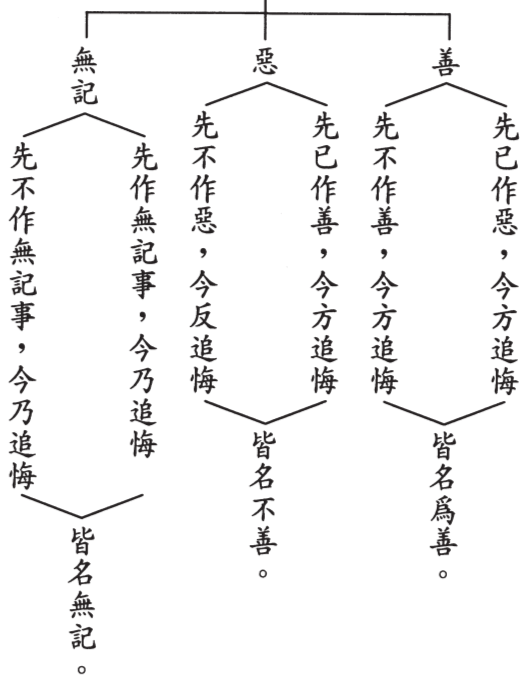 善
先已作惡，今方追悔
先不作善，今方追悔
皆名爲善。
惡
先已作善，今方追悔
先不作惡，今反追悔
皆名不善。
無記
先作無記事，今乃追悔
先不作無記事，今乃追悔
皆名無記。